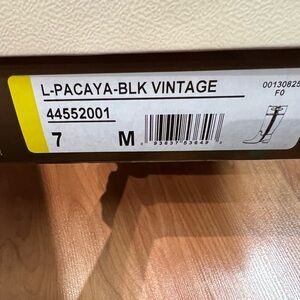 L-PACAYA-BLK VINTAGE
00130825
F0
44552001
7 M